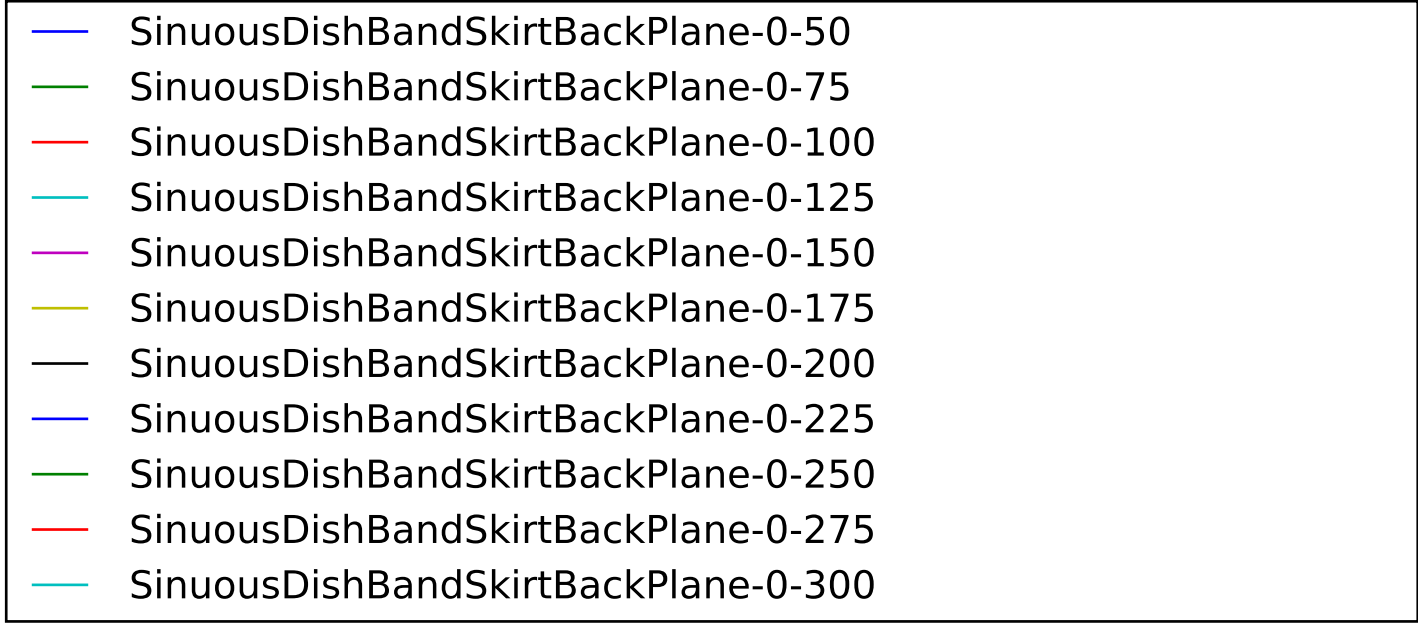 SinuousDishBandSkirtBackPlane-0-50
SinuousDishBandSkirtBackPlane-0-75
SinuousDishBandSkirtBackPlane-0-100
SinuousDishBandSkirtBackPlane-0-125
SinuousDishBandSkirtBackPlane-0-150
SinuousDishBandSkirtBackPlane-0-175
SinuousDishBandSkirtBackPlane-0-200
SinuousDishBandSkirtBackPlane-0-225
SinuousDishBandSkirtBackPlane-0-250
SinuousDishBandSkirtBackPlane-0-275
SinuousDishBandSkirtBackPlane-0-300